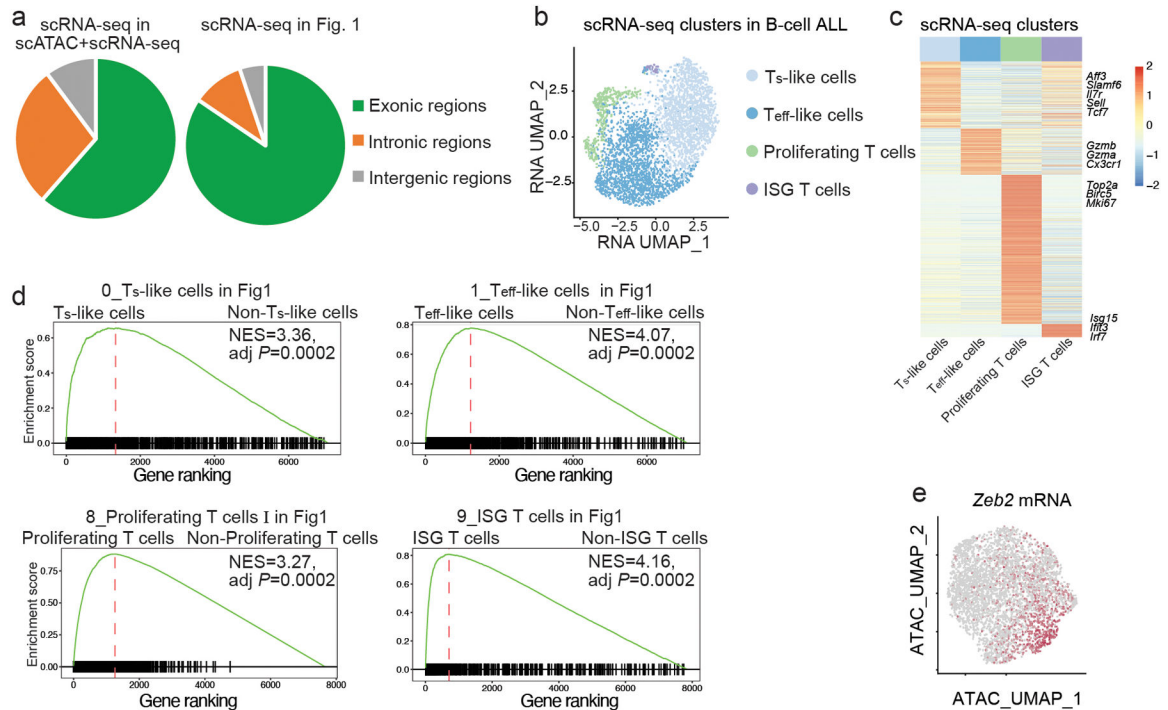 a
scRNA-seq in
scATAC+scRNA-seq
scRNA-seq in Fig. 1
Exonic regions
Intronic regions
Intergenic regions
b
scRNA-seq clusters in B-cell ALL
RNA UMAP_2
2.5
0.0
−2.5
−5.0
−2.5
0.0
2.5
RNA UMAP_1
Ts-like cells
Teff-like cells
Proliferating T cells
ISG T cells
c
scRNA-seq clusters
Aff3
Slamf6
Il7r
Sell
Tcf7
Gzmb
Gzma
Cx3cr1
Top2a
Birc5
Mki67
Isg15
Ifit3
Irf7
2
1
0
−1
−2
Ts-like cells
Teff-like cells
Proliferating T cells
ISG T cells
d
0_Ts-like cells in Fig1
Ts-like cells
Non-Ts-like cells
NES=3.36,
adj P=0.0002
Enrichment score
0.6
0.4
0.2
0.0
0
2000
4000
6000
Gene ranking
1_Teff-like cells in Fig1
Teff-like cells
Non-Teff-like cells
NES=4.07,
adj P=0.0002
0.8
0.6
0.4
0.2
0.0
0
2000
4000
6000
Gene ranking
8_Proliferating T cells I in Fig1
Proliferating T cells
Non-Proliferating T cells
NES=3.27,
adj P=0.0002
Enrichment score
0.75
0.50
0.25
0.00
0
2000
4000
6000
8000
Gene ranking
9_ISG T cells in Fig1
ISG T cells
Non-ISG T cells
NES=4.16,
adj P=0.0002
0.8
0.6
0.4
0.2
0.0
0
2000
4000
6000
8000
Gene ranking
e
Zeb2 mRNA
ATAC_UMAP_2
ATAC_UMAP_1